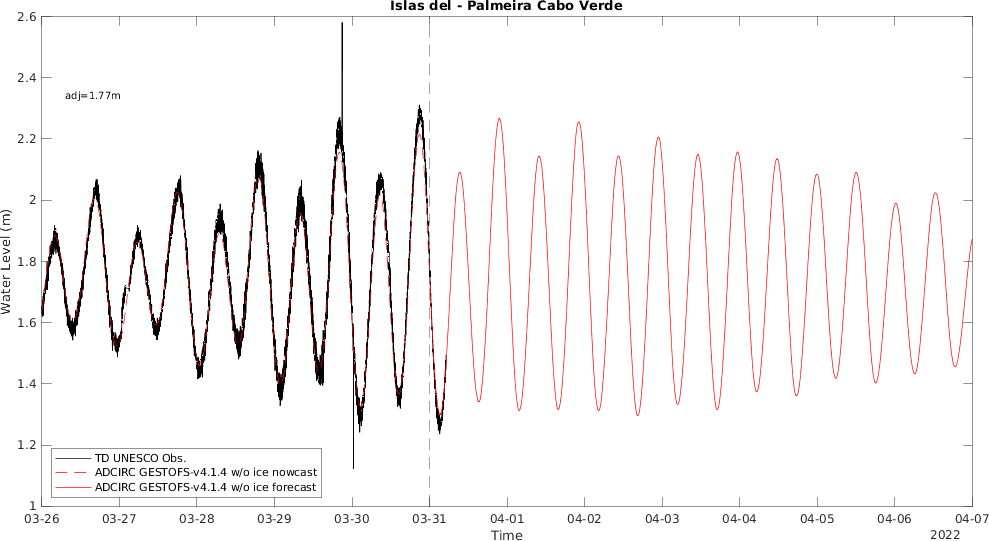 Islas del - Palmeira Cabo Verde
2.6
2.4
adj=1.77m
2.2
2
1.8
Water Level (m)
1.6
1.4
1.2
TD UNESCO Obs.
ADCIRC GESTOFS-v4.1.4 w/o ice nowcast
ADCIRC GESTOFS-v4.1.4 w/o ice forecast
1
03-26 03-27 03-28 03-29 03-30 03-31 04-01 04-02 04-03 04-04 04-05 04-06 04-07
Time
2022